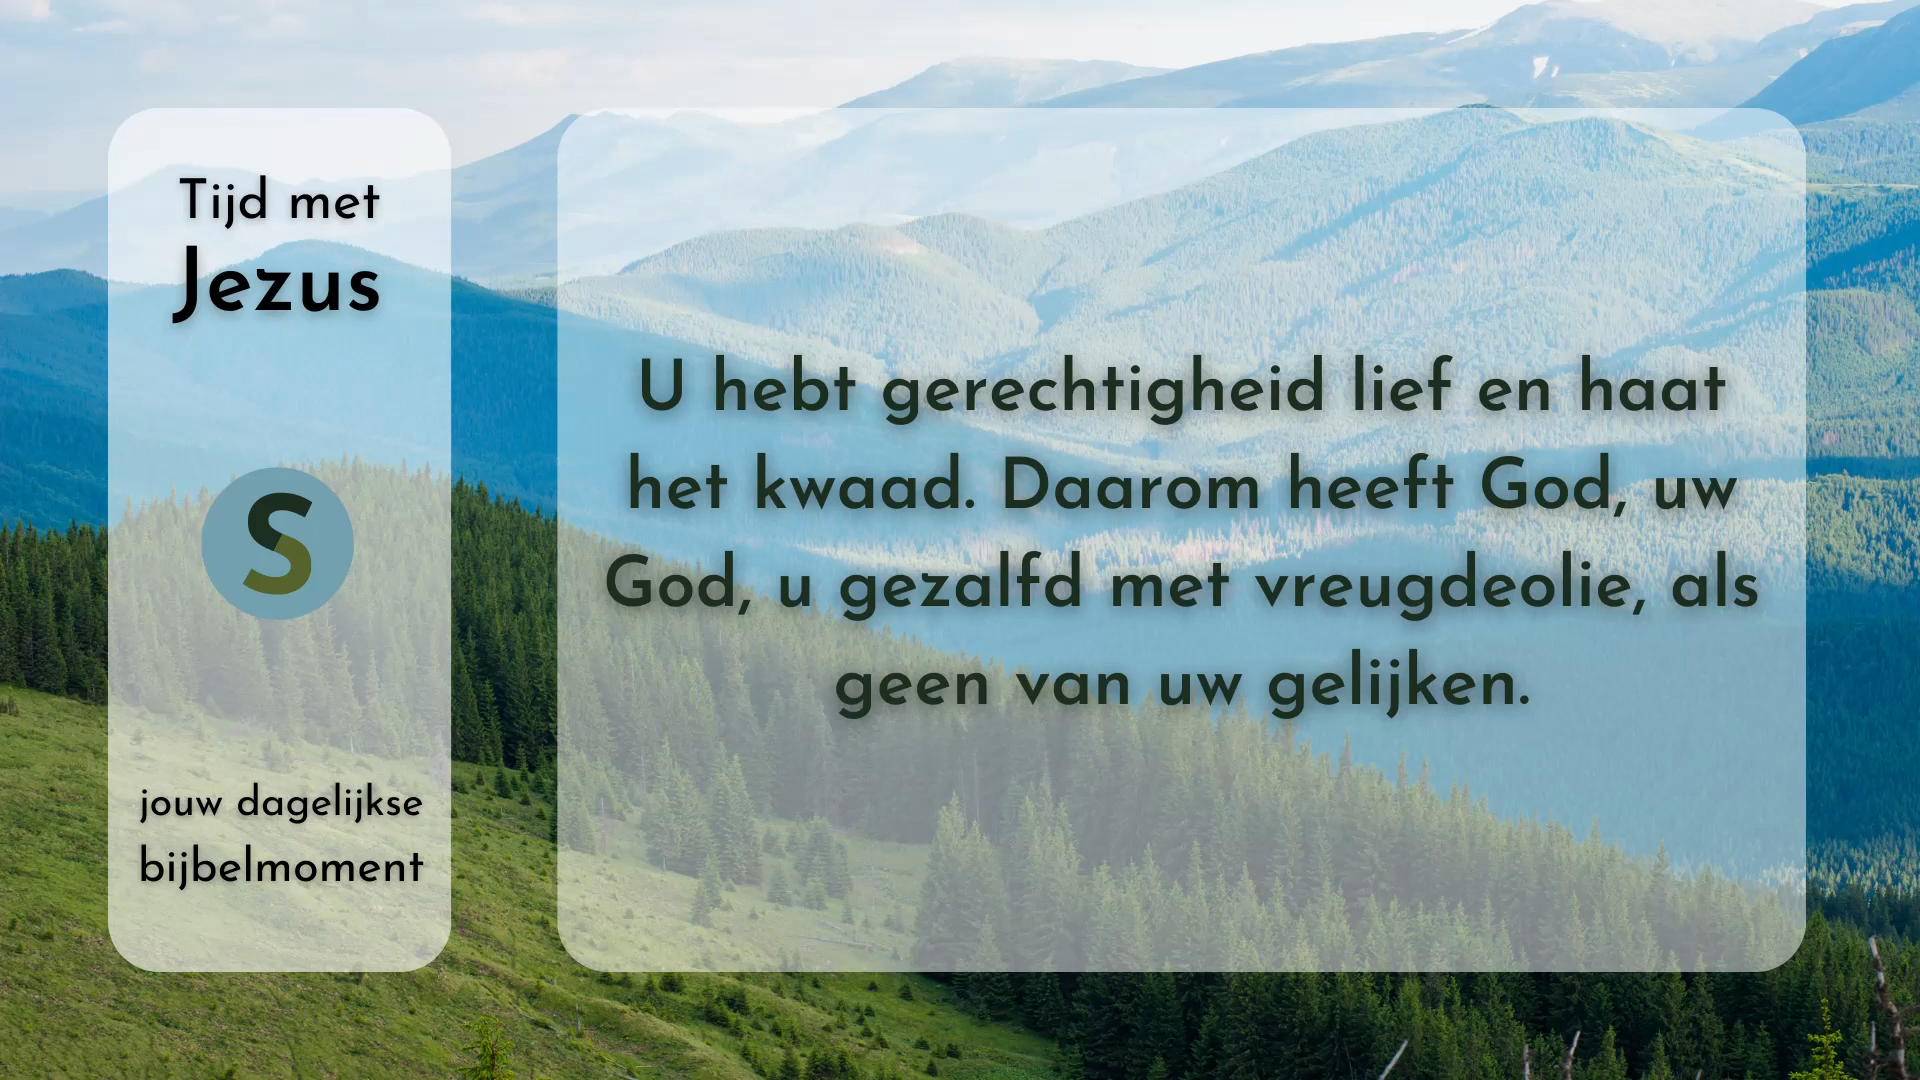 Tijd met
Jezus
S
jouw dagelijkse
bijbelmoment
U hebt gerechtigheid lief en haat
het kwaad. Daarom heeft God, uw
God, u gezalfd met vreugdeolie, als
geen van uw gelijken.